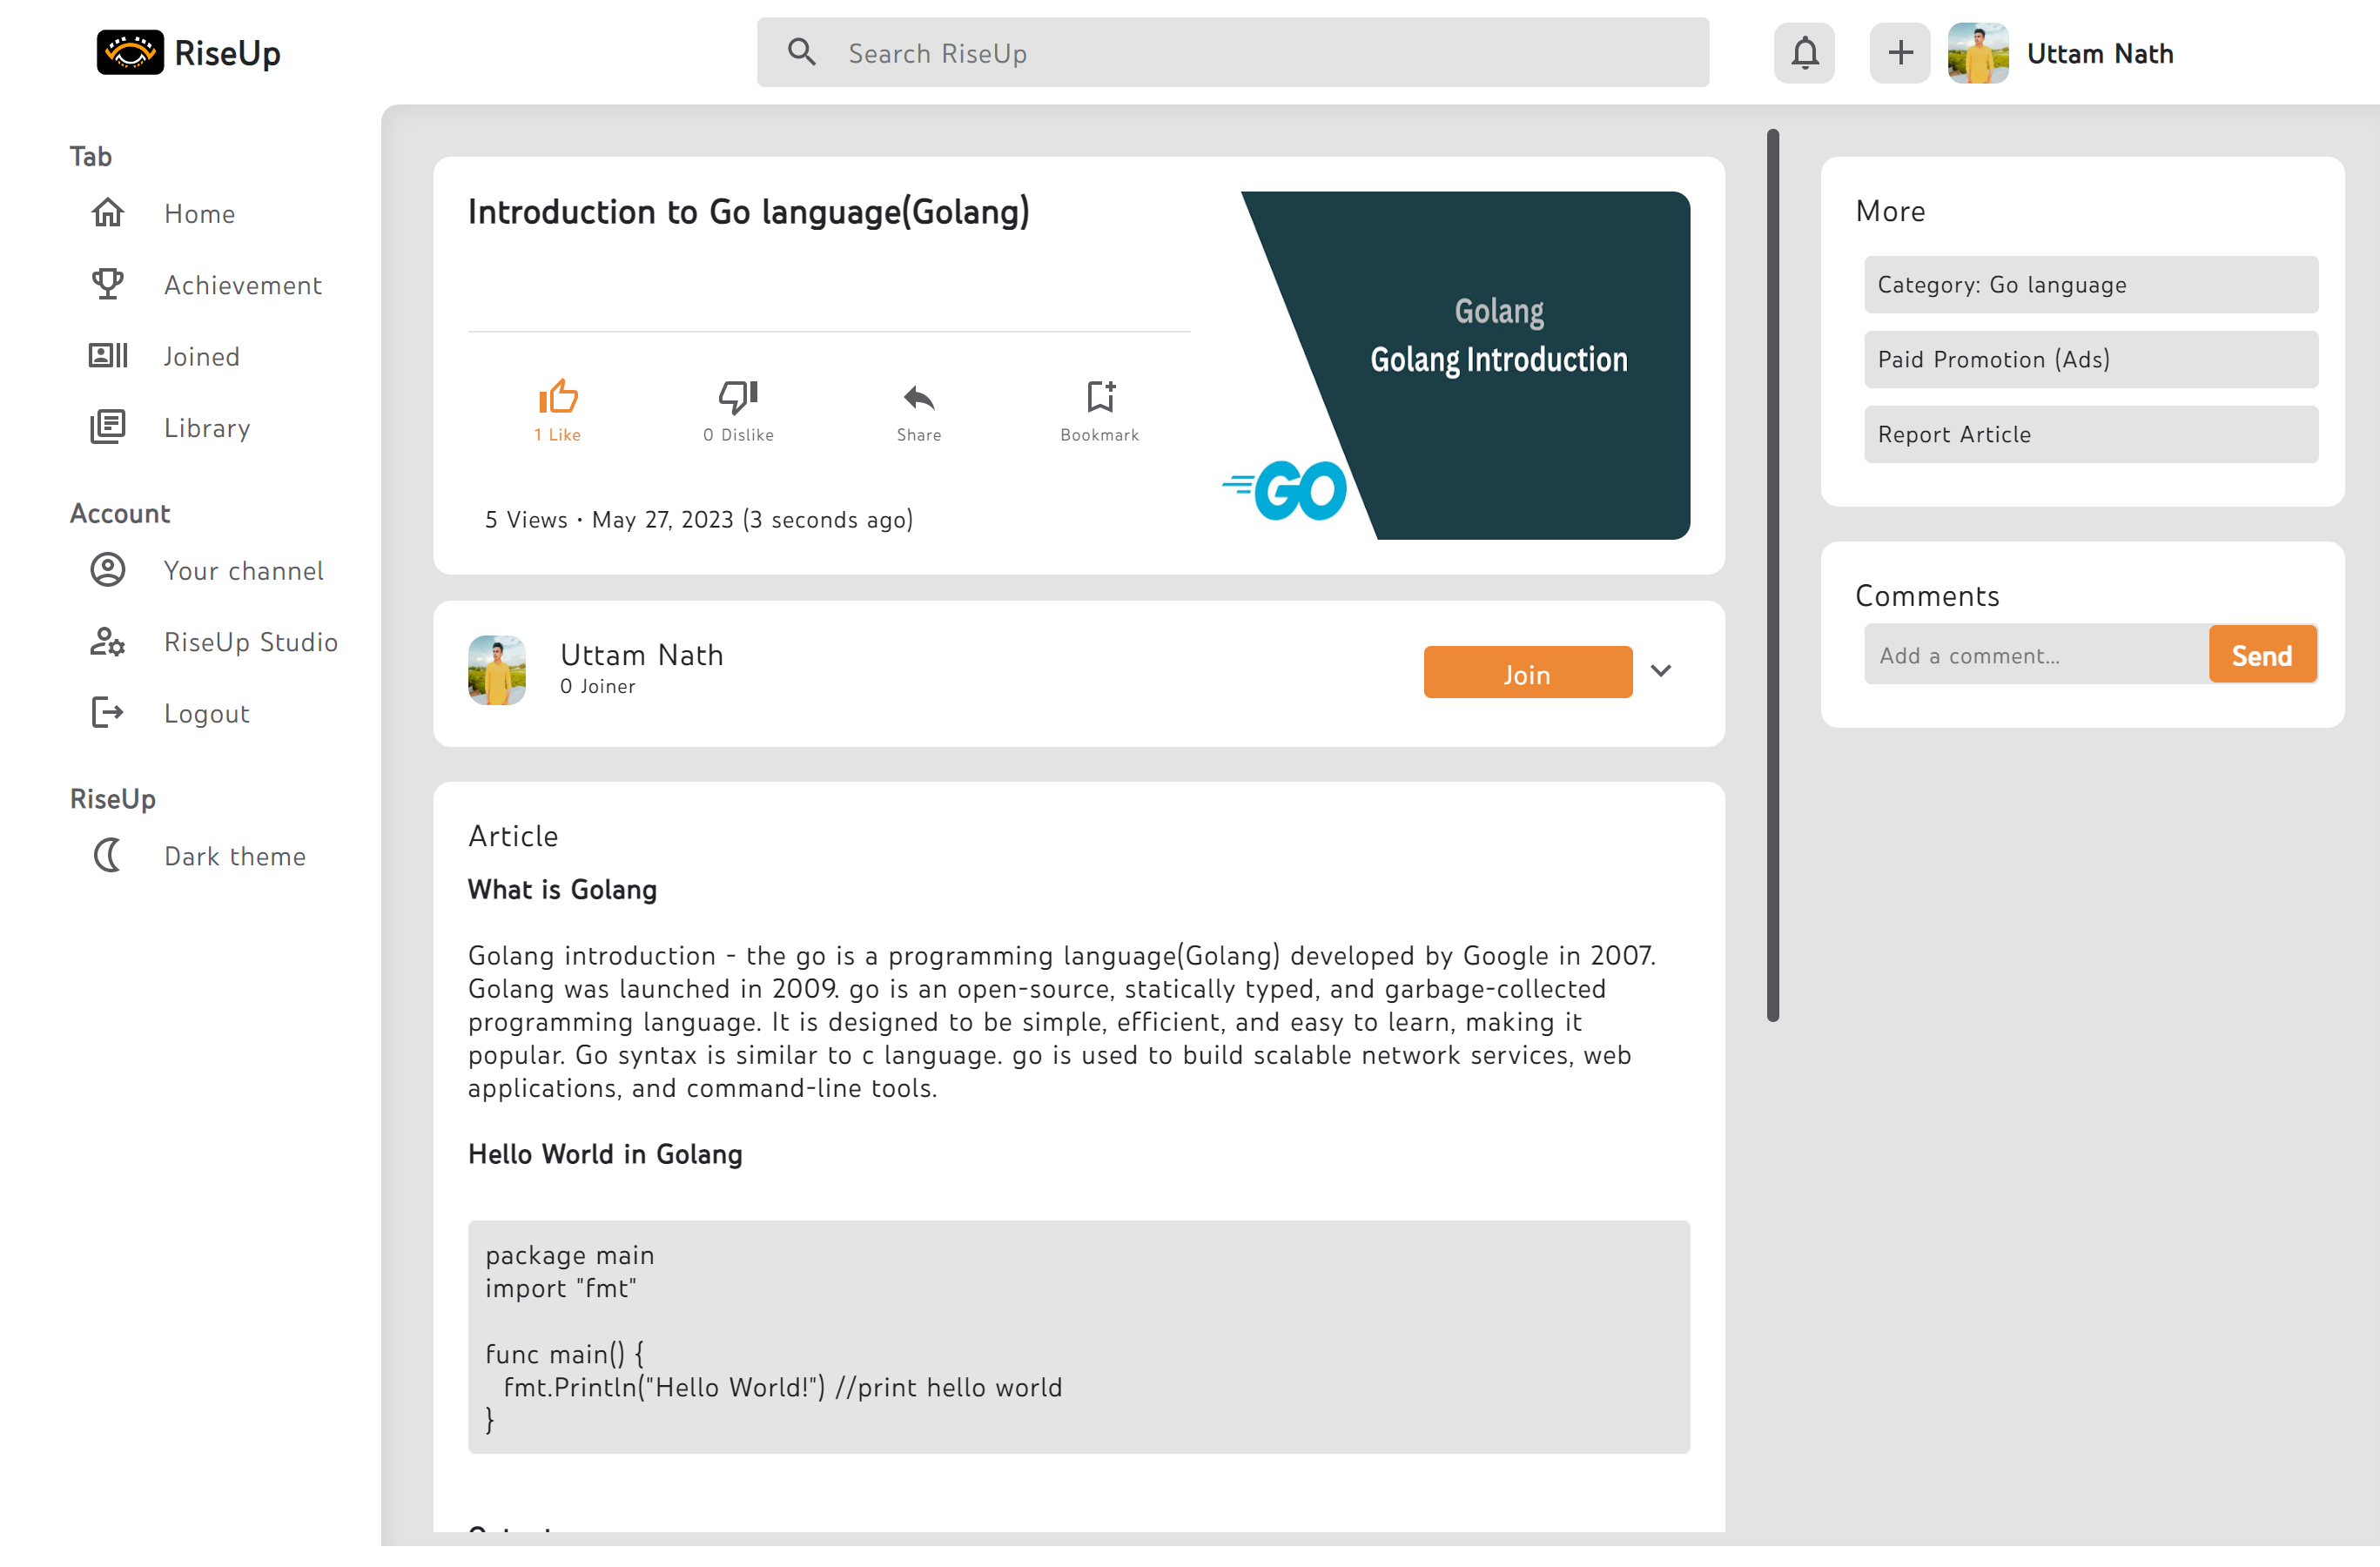 RiseUp
Search RiseUp
Uttam Nath
Tab
Home
Achievement
Joined
Library
Account
Your channel
RiseUp Studio
Logout
RiseUp
Dark theme
Introduction to Go language(Golang)
1 Like
0 Dislike
Share
Bookmark
5 Views • May 27, 2023 (3 seconds ago)
Golang
Golang Introduction
GO
Uttam Nath
0 Joiner
Join
Article
What is Golang
Golang introduction - the go is a programming language(Golang) developed by Google in 2007.
Golang was launched in 2009. go is an open-source, statically typed, and garbage-collected
programming language. It is designed to be simple, efficient, and easy to learn, making it
popular. Go syntax is similar to c language. go is used to build scalable network services, web
applications, and command-line tools.
Hello World in Golang
package main
import "fmt"
func main() {
fmt.Println("Hello World!") //print hello world
}
More
Category: Go language
Paid Promotion (Ads)
Report Article
Comments
Add a comment...
Send